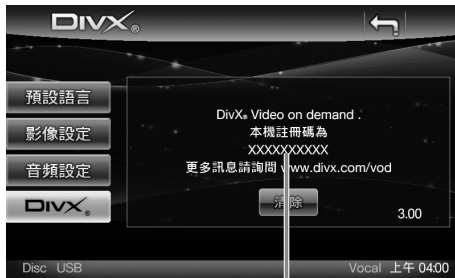 DIVX®
預設語言
影像設定
音頻設定
DIVX®
DivX® Video on demand .
本機註冊碼為
XXXXXXXXXX
更多訊息請詢問 www.divx.com/vod
清除
3.00
Disc USB
Vocal 上午 04:00